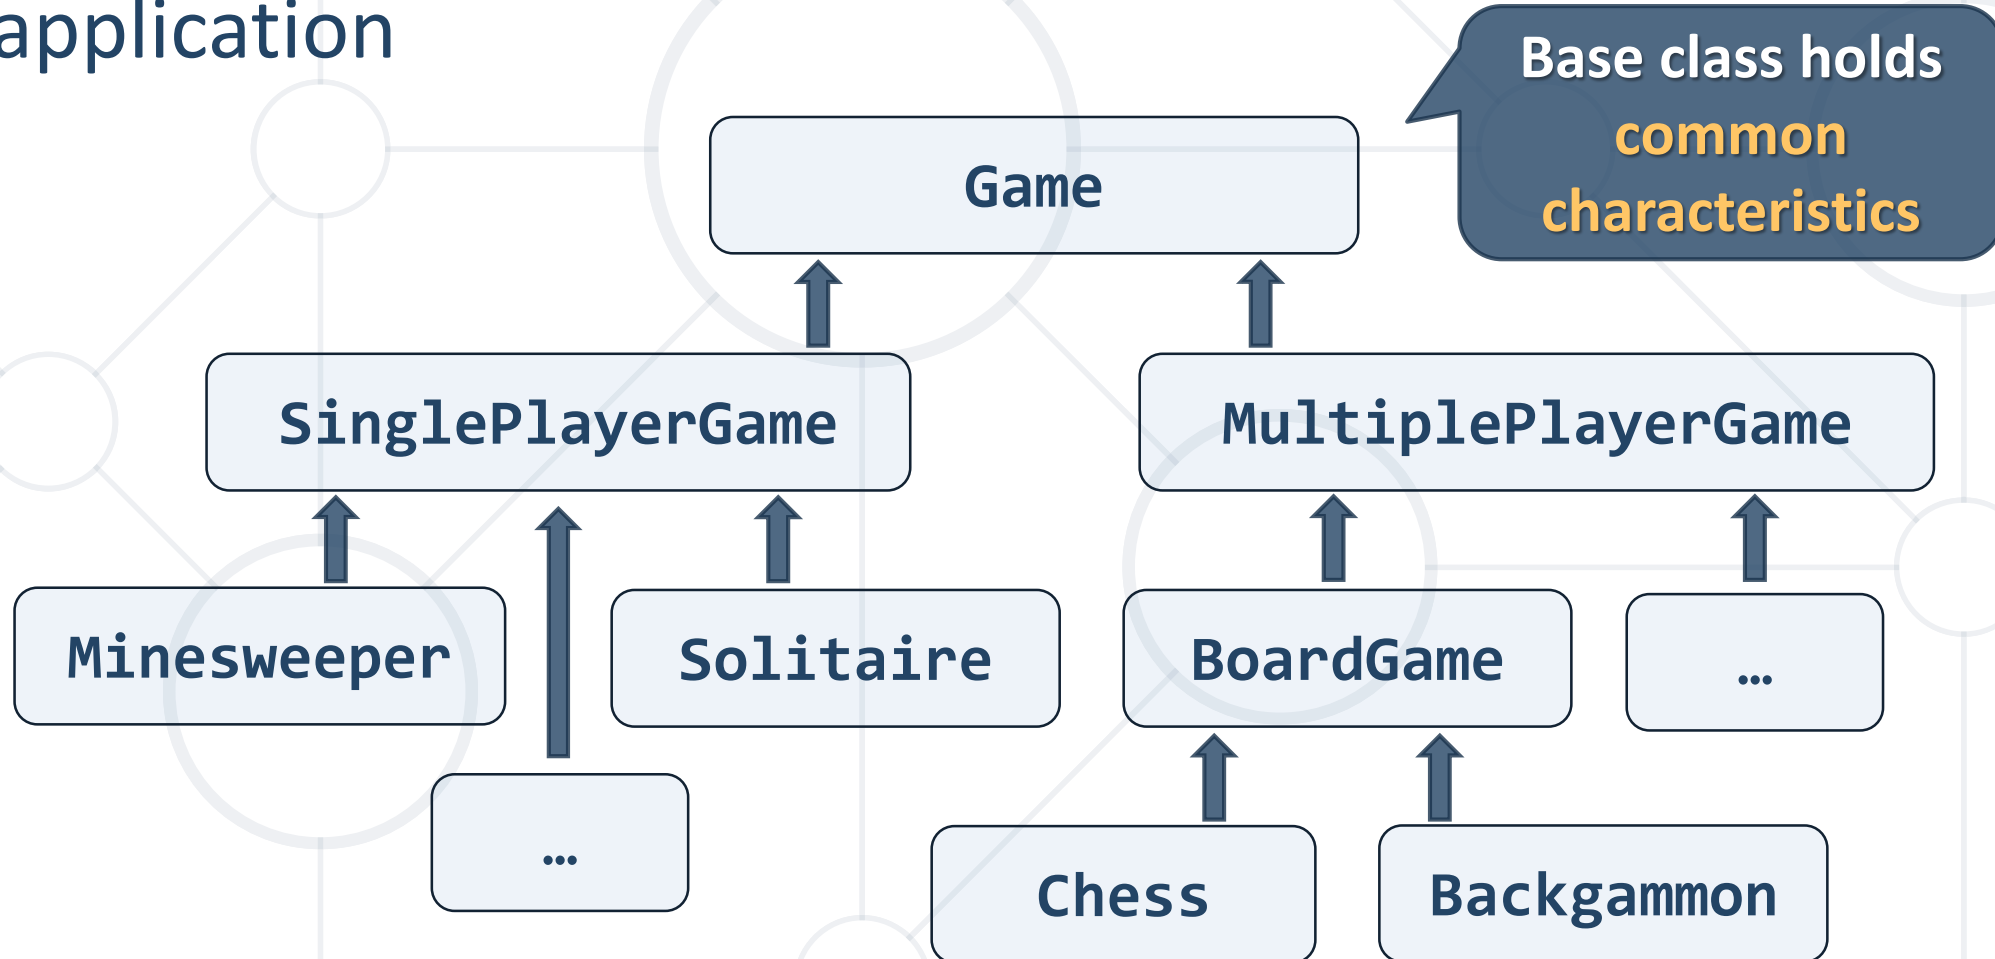 application
Base class holds
common
characteristics
Game
SinglePlayerGame
MultiplePlayerGame
Minesweeper
Solitaire
BoardGame
…
…
Chess
Backgammon